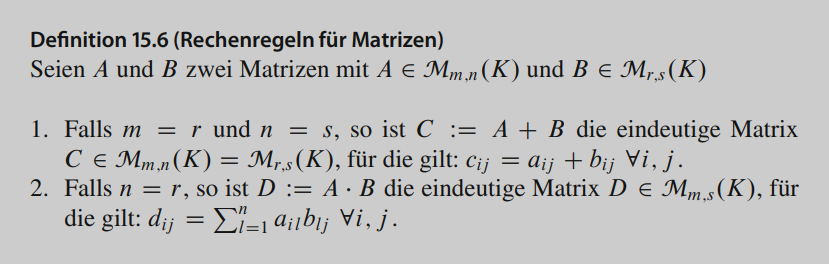 Definition 15.6 (Rechenregeln für Matrizen)
Seien A und B zwei Matrizen mit A ∈ ℳₘ,ₙ(K) und B ∈ ℳᵣ,ₛ(K)
1. Falls m = r und n = s, so ist C := A + B die eindeutige Matrix
C ∈ ℳₘ,ₙ(K) = ℳᵣ,ₛ(K), für die gilt: cᵢⱼ = aᵢⱼ + bᵢⱼ ∀i, j.
2. Falls n = r, so ist D := A · B die eindeutige Matrix D ∈ ℳₘ,ₛ(K), für
die gilt: dᵢⱼ = ∑ⁿₗ₌₁ aᵢₗbₗⱼ ∀i, j.